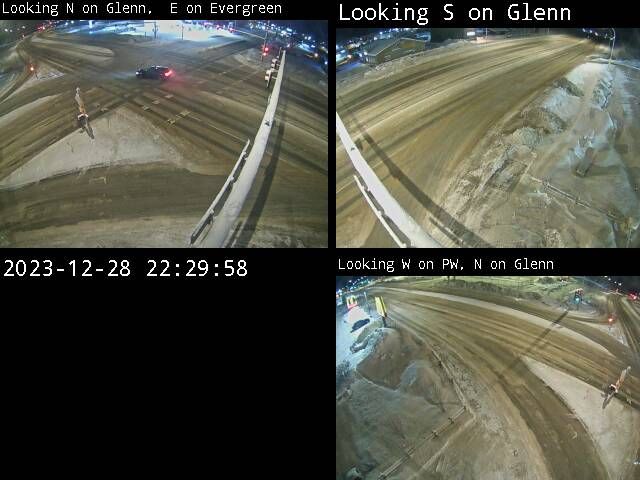 Looking N on Glenn,  E on Evergreen
Looking S on Glenn
2023-12-28 22:29:58
Looking W on PW, N on Glenn